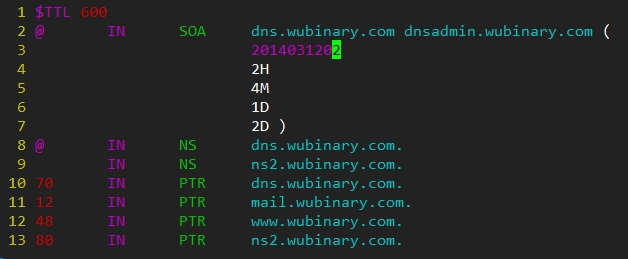 1 $TTL 600
2 @ IN SOA dns.wubinary.com dnsadmin.wubinary.com (
3 2014031202
4 2H
5 4M
6 1D
7 2D )
8 @ IN NS dns.wubinary.com.
9 IN NS ns2.wubinary.com.
10 70 IN PTR dns.wubinary.com.
11 12 IN PTR mail.wubinary.com.
12 48 IN PTR www.wubinary.com.
13 80 IN PTR ns2.wubinary.com.